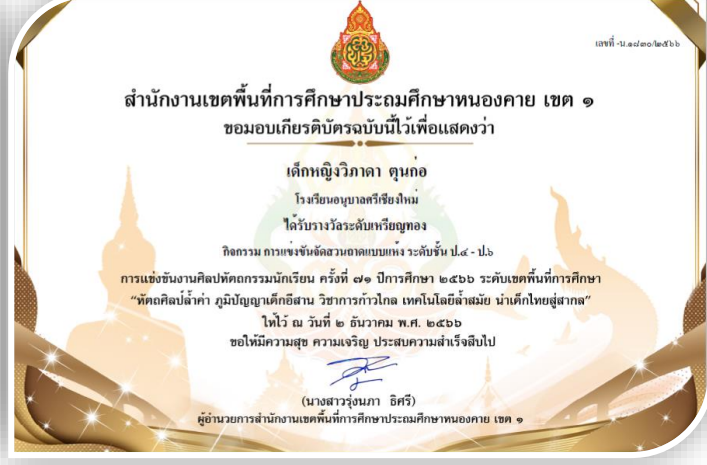 เลขที่ -น.๑๘๓๐/๒๕๖๖
สำนักงานเขตพื้นที่การศึกษาประถมศึกษาหนองคาย เขต ๑
ขอมอบเกียรติบัตรฉบับนี้ไว้เพื่อแสดงว่า
เด็กหญิงวิภาดา ตุนก่อ
โรงเรียนอนุบาลศรีเชียงใหม่
ได้รับรางวัลระดับเหรียญทอง
กิจกรรม การแข่งขันจัดสวนถาดแบบแห้ง ระดับชั้น ป.๔ - ป.๖
การแข่งขันงานศิลปหัตถกรรมนักเรียน ครั้งที่ ๗๑ ปีการศึกษา ๒๕๖๖ ระดับเขตพื้นที่การศึกษา
“หัตถศิลป์ล้ำค่า ภูมิปัญญาเด็กอีสาน วิชาการก้าวไกล เทคโนโลยีล้ำสมัย นำเด็กไทยสู่สากล”
ให้ไว้ ณ วันที่ ๒ ธันวาคม พ.ศ. ๒๕๖๖
ขอให้มีความสุข ความเจริญ ประสบความสำเร็จสืบไป
(นางสาวรุ่งนภา ธิศรี)
ผู้อำนวยการสำนักงานเขตพื้นที่การศึกษาประถมศึกษาหนองคาย เขต ๑